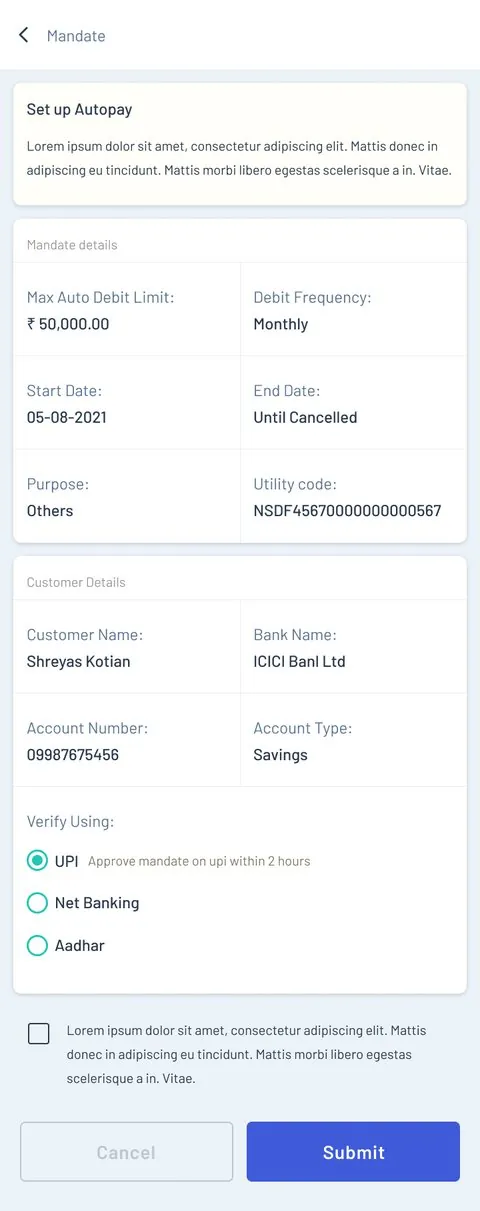 Mandate
Set up Autopay
Lorem ipsum dolor sit amet, consectetur adipiscing elit. Mattis donec in
adipiscing eu tincidunt. Mattis morbi libero egestas scelerisque a in. Vitae.
Mandate details
Max Auto Debit Limit:
₹ 50,000.00
Debit Frequency:
Monthly
Start Date:
05-08-2021
End Date:
Until Cancelled
Purpose:
Others
Utility code:
NSDF45670000000000567
Customer Details
Customer Name:
Shreyas Kotian
Bank Name:
ICICI Banl Ltd
Account Number:
09987675456
Account Type:
Savings
Verify Using:
UPI Approve mandate on upi within 2 hours
Net Banking
Aadhar
Lorem ipsum dolor sit amet, consectetur adipiscing elit. Mattis
donec in adipiscing eu tincidunt. Mattis morbi libero egestas
scelerisque a in. Vitae.
Cancel
Submit